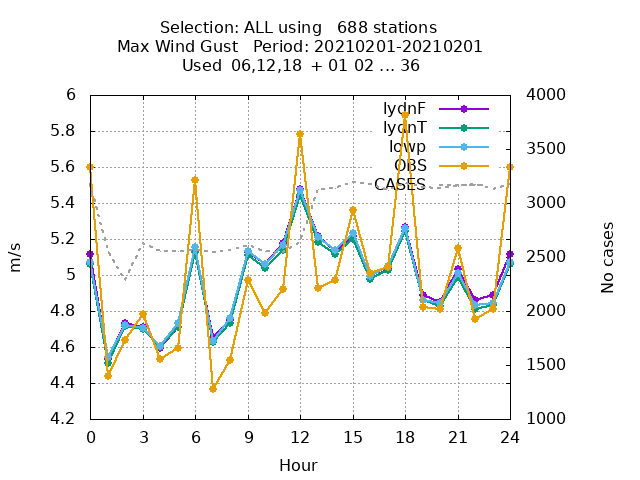 Selection: ALL using   688 stations
Max Wind Gust   Period: 20210201-20210201
Used  06,12,18  + 01 02 ... 36
lydnF
lydnT
lowp
OBS
CASES
6
5.8
5.6
5.4
5.2
5
4.8
4.6
4.4
4.2
4000
3500
3000
2500
2000
1500
1000
m/s
No cases
0 3 6 9 12 15 18 21 24
Hour